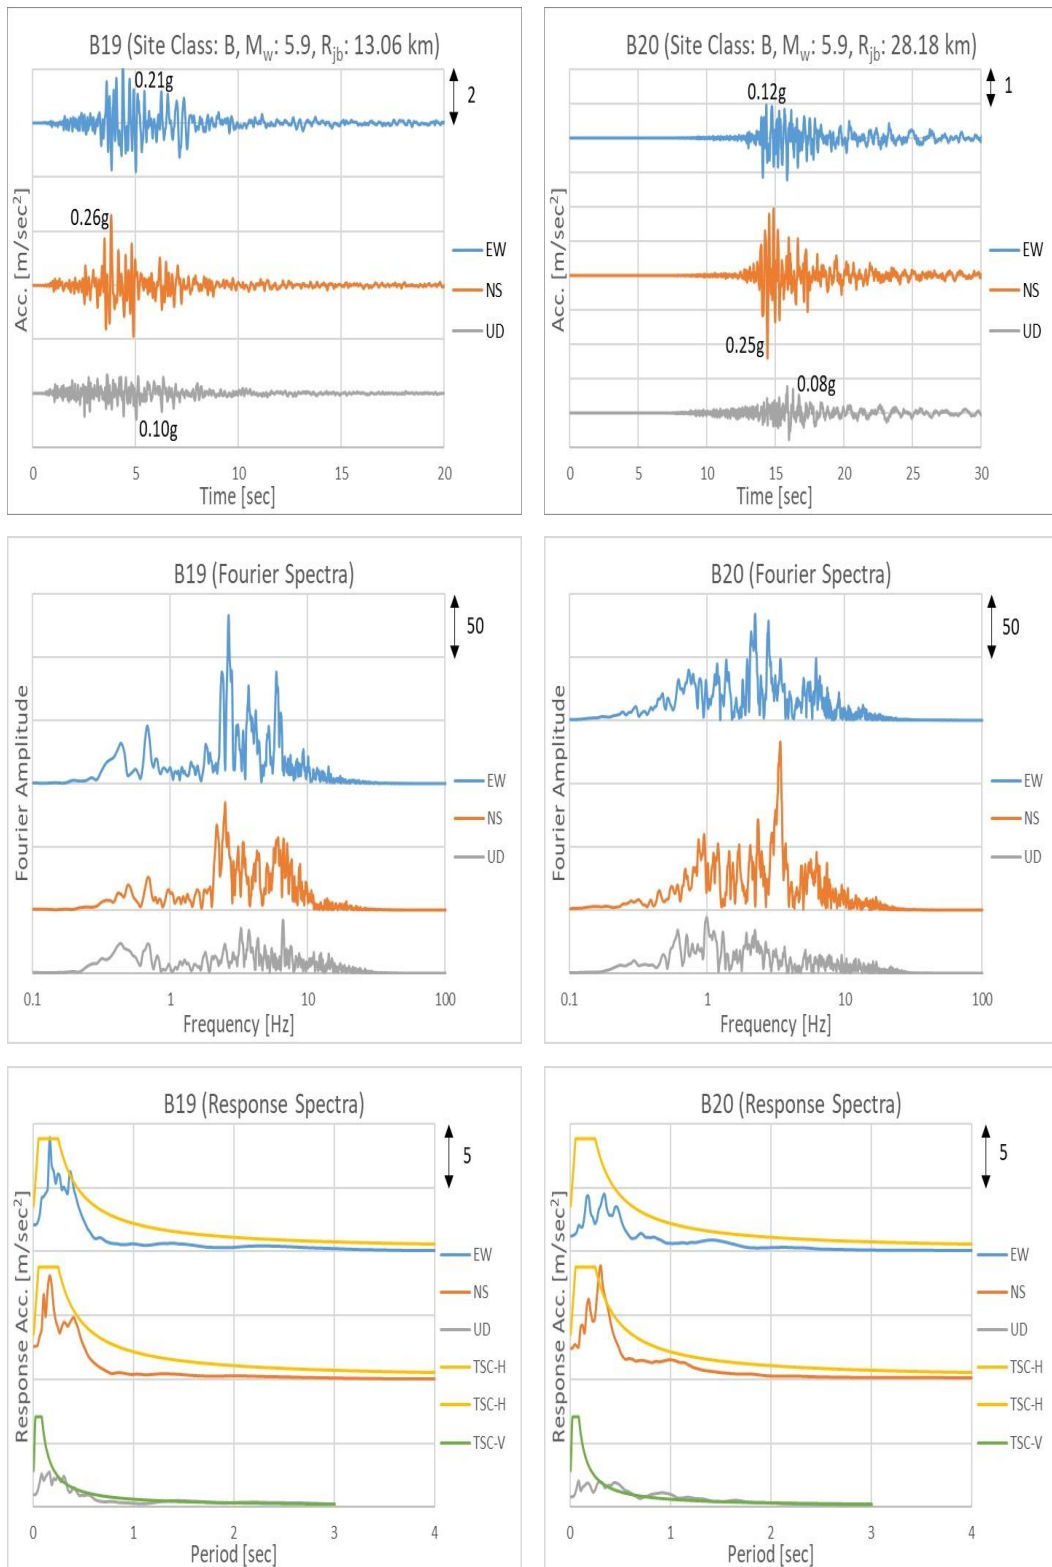 B19 (Site Class: B, Mw: 5.9, Rjb: 13.06 km)
0.21g
2
0.26g
0.10g
Acc. [m/sec²]
EW
NS
UD
0 5 10 15 20
Time [sec]
B20 (Site Class: B, Mw: 5.9, Rjb: 28.18 km)
0.12g
1
0.25g
0.08g
Acc. [m/sec²]
EW
NS
UD
0 5 10 15 20 25 30
Time [sec]
B19 (Fourier Spectra)
50
Fourier Amplitude
EW
NS
UD
0.1 1 10 100
Frequency [Hz]
B20 (Fourier Spectra)
50
Fourier Amplitude
EW
NS
UD
0.1 1 10 100
Frequency [Hz]
B19 (Response Spectra)
5
Response Acc. [m/sec²]
EW
NS
UD
TSC-H
TSC-H
TSC-V
0 1 2 3 4
Period [sec]
B20 (Response Spectra)
5
Response Acc. [m/sec²]
EW
NS
UD
TSC-H
TSC-H
TSC-V
0 1 2 3 4
Period [sec]